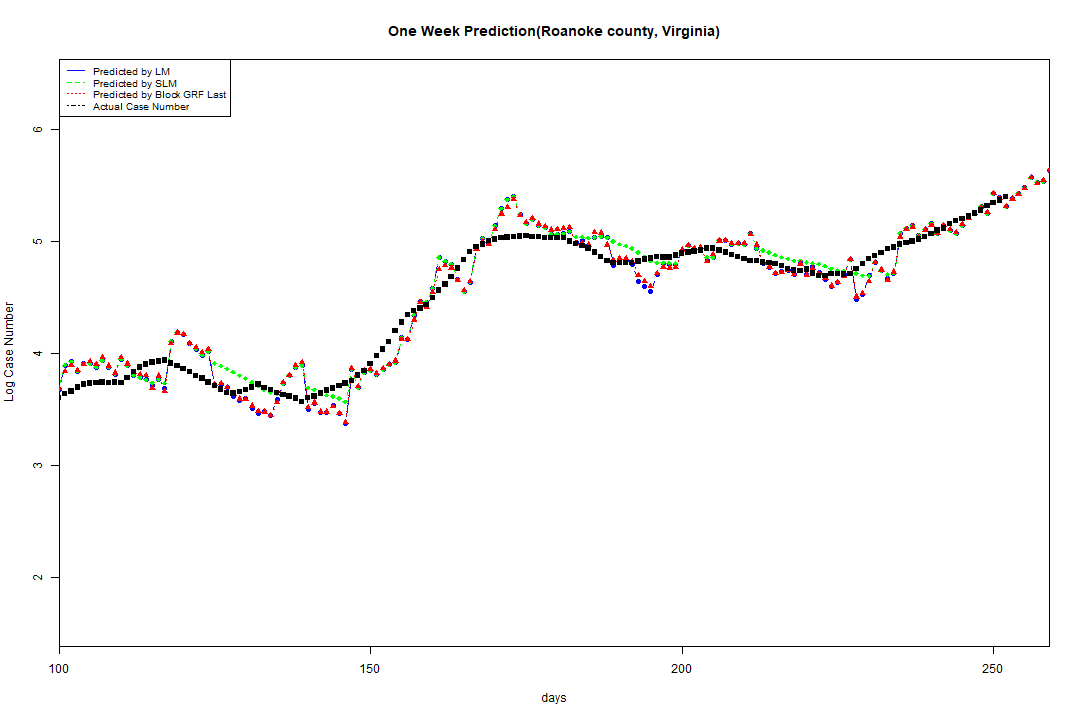 One Week Prediction(Roanoke county, Virginia)
Predicted by LM
Predicted by SLM
Predicted by Block GRF Last
Actual Case Number
6
5
4
3
2
Log Case Number
100 150 200 250
days